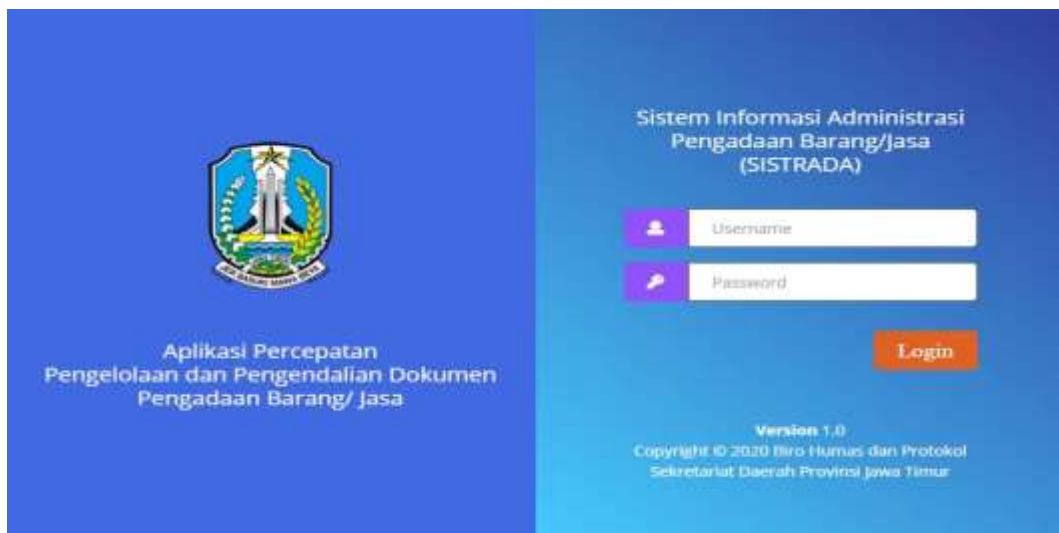 Aplikasi Percepatan
Pengelolaan dan Pengendalian Dokumen
Pengadaan Barang/ Jasa
Sistem Informasi Administrasi
Pengadaan Barang/Jasa
(SISTRADA)
Username
Password
Login
Version 1.0
Copyright © 2020 Biro Humas dan Protokol
Sekretariat Daerah Provinsi Jawa Timur